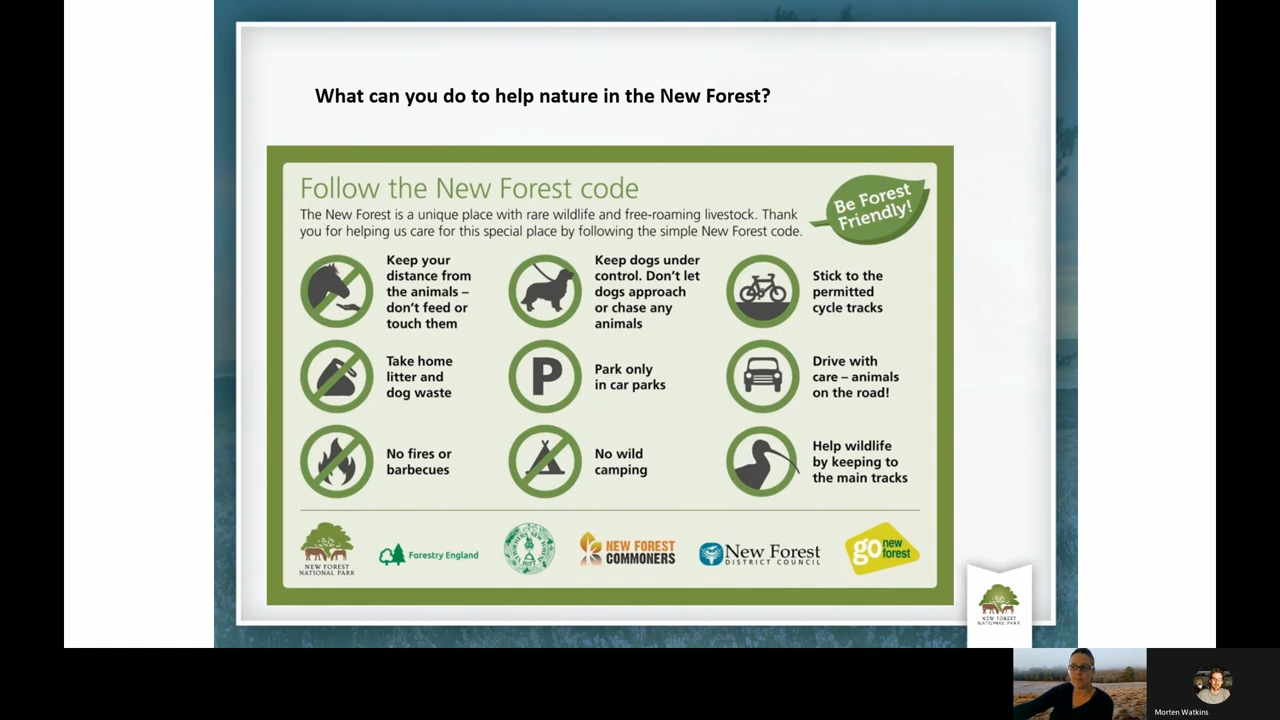 What can you do to help nature in the New Forest?
Follow the New Forest code
The New Forest is a unique place with rare wildlife and free-roaming livestock. Thank
you for helping us care for this special place by following the simple New Forest code.
Be Forest
Friendly!
Keep your
distance from
the animals –
don't feed or
touch them
Keep dogs under
control. Don't let
dogs approach
or chase any
animals
Stick to the
permitted
cycle tracks
Take home
litter and
dog waste
P
Park only
in car parks
Drive with
care – animals
on the road!
No fires or
barbecues
No wild
camping
Help wildlife
by keeping to
the main tracks
NEW FOREST
NATIONAL PARK
Forestry England
NEW FOREST
COMMONERS
New Forest
DISTRICT COUNCIL
go new
forest
NEW FOREST
NATIONAL PARK
Morten Watkins